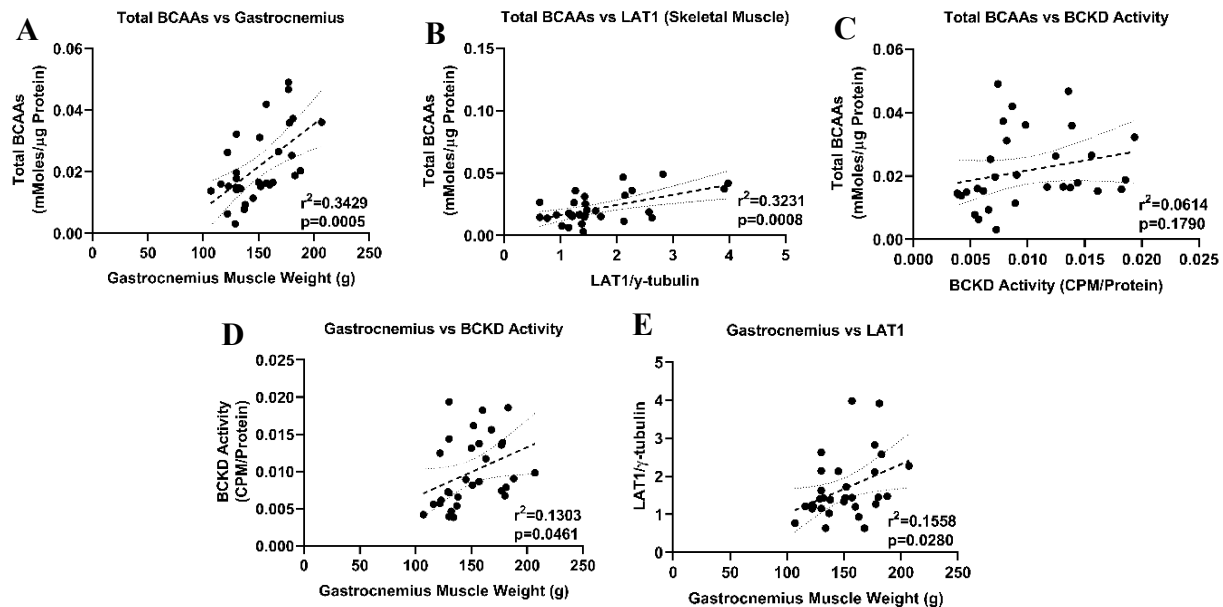 A
Total BCAAs vs Gastrocnemius
Total BCAAs
(mMoles/µg Protein)
0.06
0.04
0.02
0.00
0 50 100 150 200 250
r²=0.3429
p=0.0005
Gastrocnemius Muscle Weight (g)
B
Total BCAAs vs LAT1 (Skeletal Muscle)
Total BCAAs
(mMoles/µg Protein)
0.15
0.10
0.05
0.00
0 1 2 3 4 5
r²=0.3231
p=0.0008
LAT1/γ-tubulin
C
Total BCAAs vs BCKD Activity
Total BCAAs
(mMoles/µg Protein)
0.06
0.04
0.02
0.00
0.000 0.005 0.010 0.015 0.020 0.025
r²=0.0614
p=0.1790
BCKD Activity (CPM/Protein)
D
Gastrocnemius vs BCKD Activity
BCKD Activity
(CPM/Protein)
0.025
0.020
0.015
0.010
0.005
0.000
0 50 100 150 200 250
r²=0.1303
p=0.0461
Gastrocnemius Muscle Weight (g)
E
Gastrocnemius vs LAT1
LAT1/γ-tubulin
5
4
3
2
1
0
0 50 100 150 200 250
r²=0.1558
p=0.0280
Gastrocnemius Muscle Weight (g)